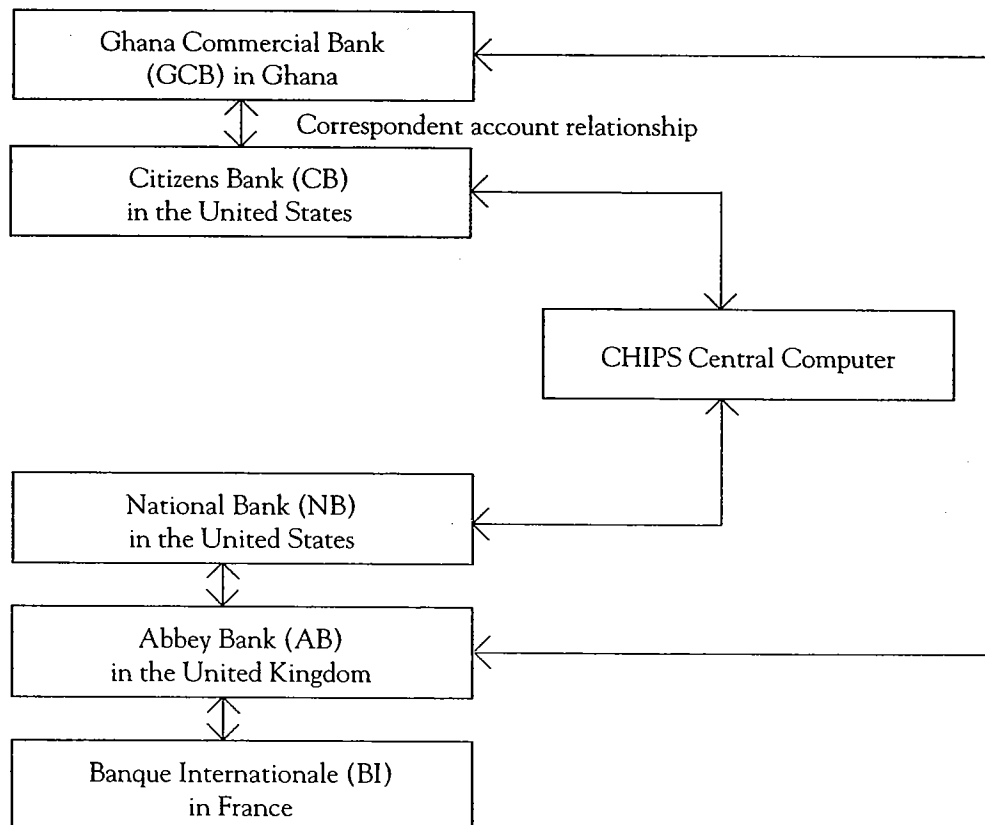 Ghana Commercial Bank
(GCB) in Ghana
Correspondent account relationship
Citizens Bank (CB)
in the United States
CHIPS Central Computer
National Bank (NB)
in the United States
Abbey Bank (AB)
in the United Kingdom
Banque Internationale (BI)
in France